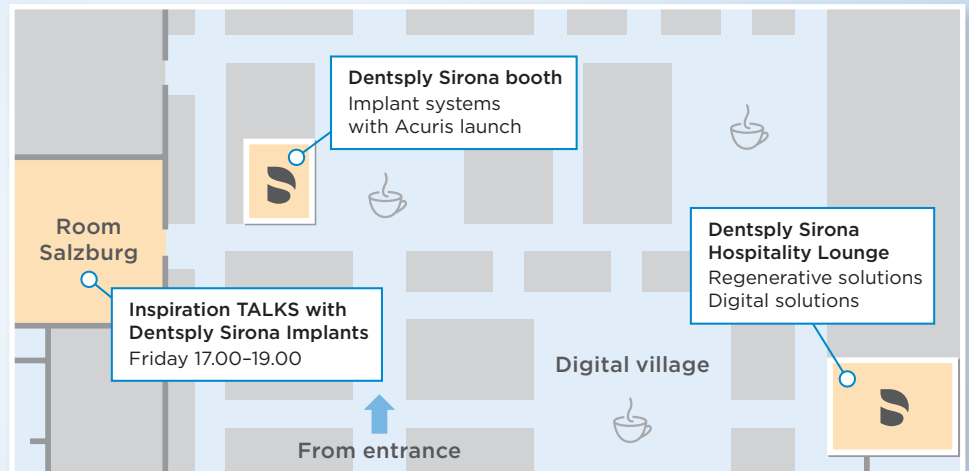 Dentsply Sirona booth
Implant systems
with Acuris launch
Room
Salzburg
Dentsply Sirona
Hospitality Lounge
Regenerative solutions
Digital solutions
Inspiration TALKS with
Dentsply Sirona Implants
Friday 17.00–19.00
Digital village
From entrance